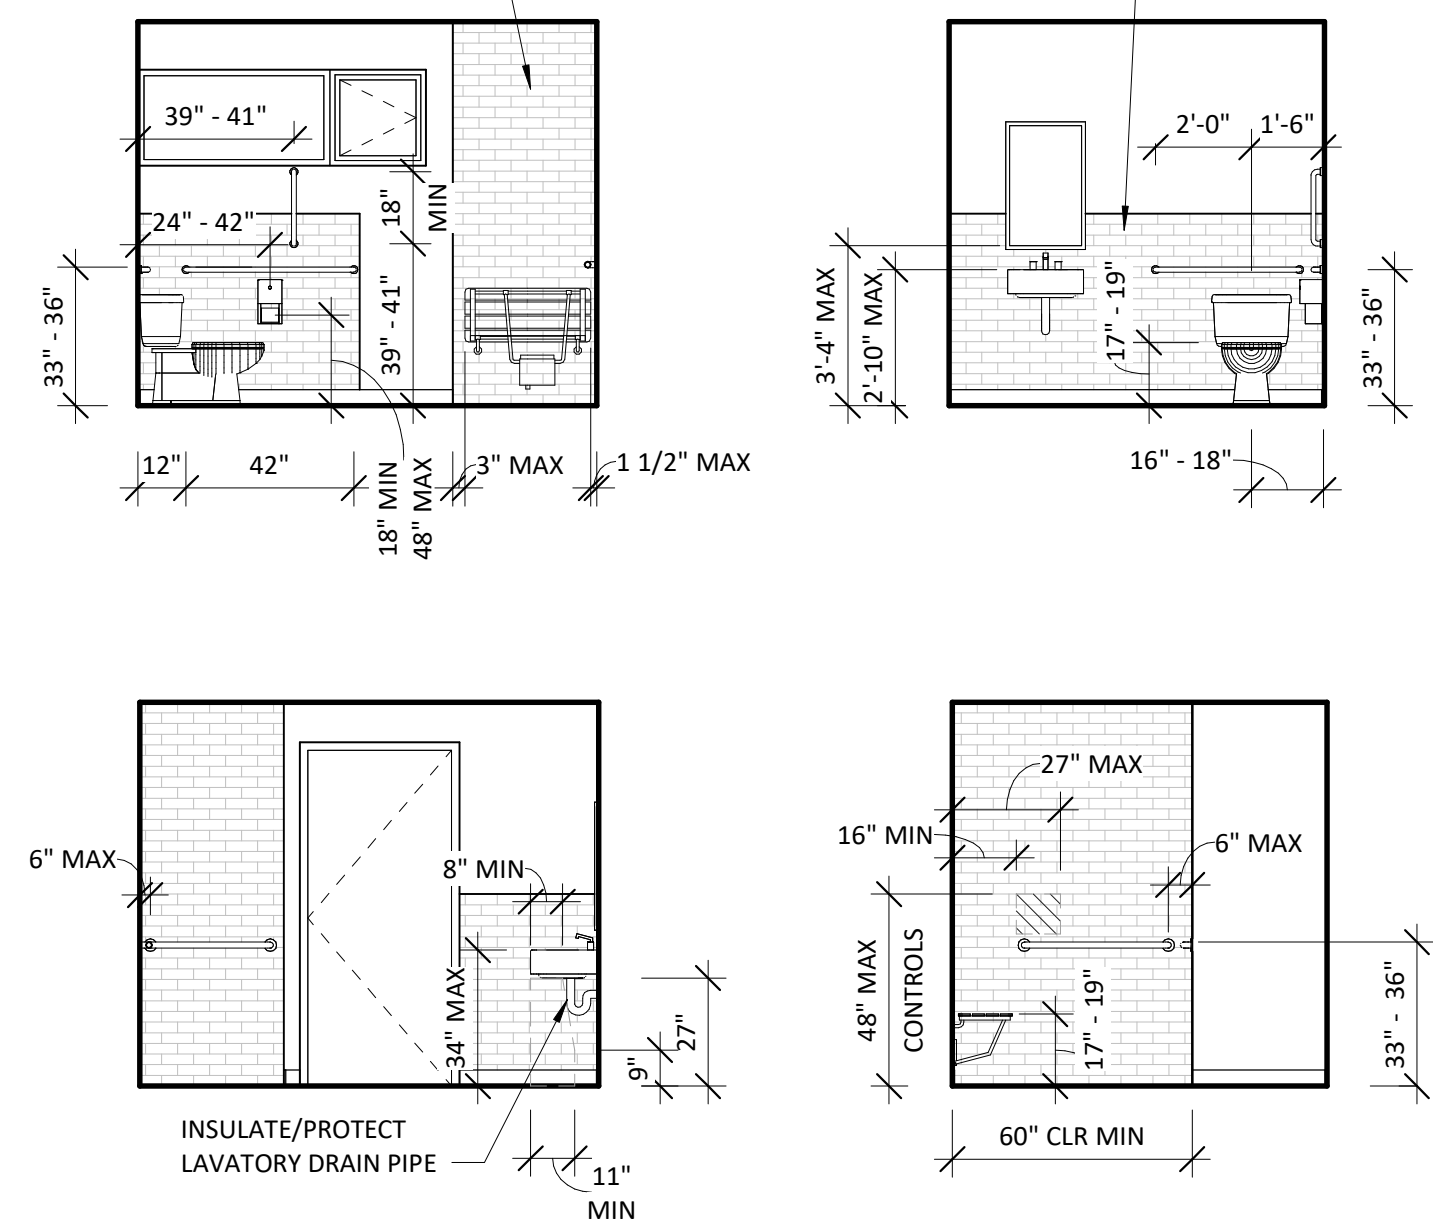 39" - 41"
24" - 42"
18"
MIN
33" - 36"
39" - 41"
12"
42"
18" MIN
48" MAX
3" MAX
1 1/2" MAX
2'-0"
1'-6"
3'-4" MAX
2'-10" MAX
17" - 19"
33" - 36"
16" - 18"
6" MAX
8" MIN
34" MAX
9"
27"
INSULATE/PROTECT
LAVATORY DRAIN PIPE
11"
MIN
27" MAX
16" MIN
6" MAX
48" MAX
CONTROLS
17" - 19"
33" - 36"
60" CLR MIN